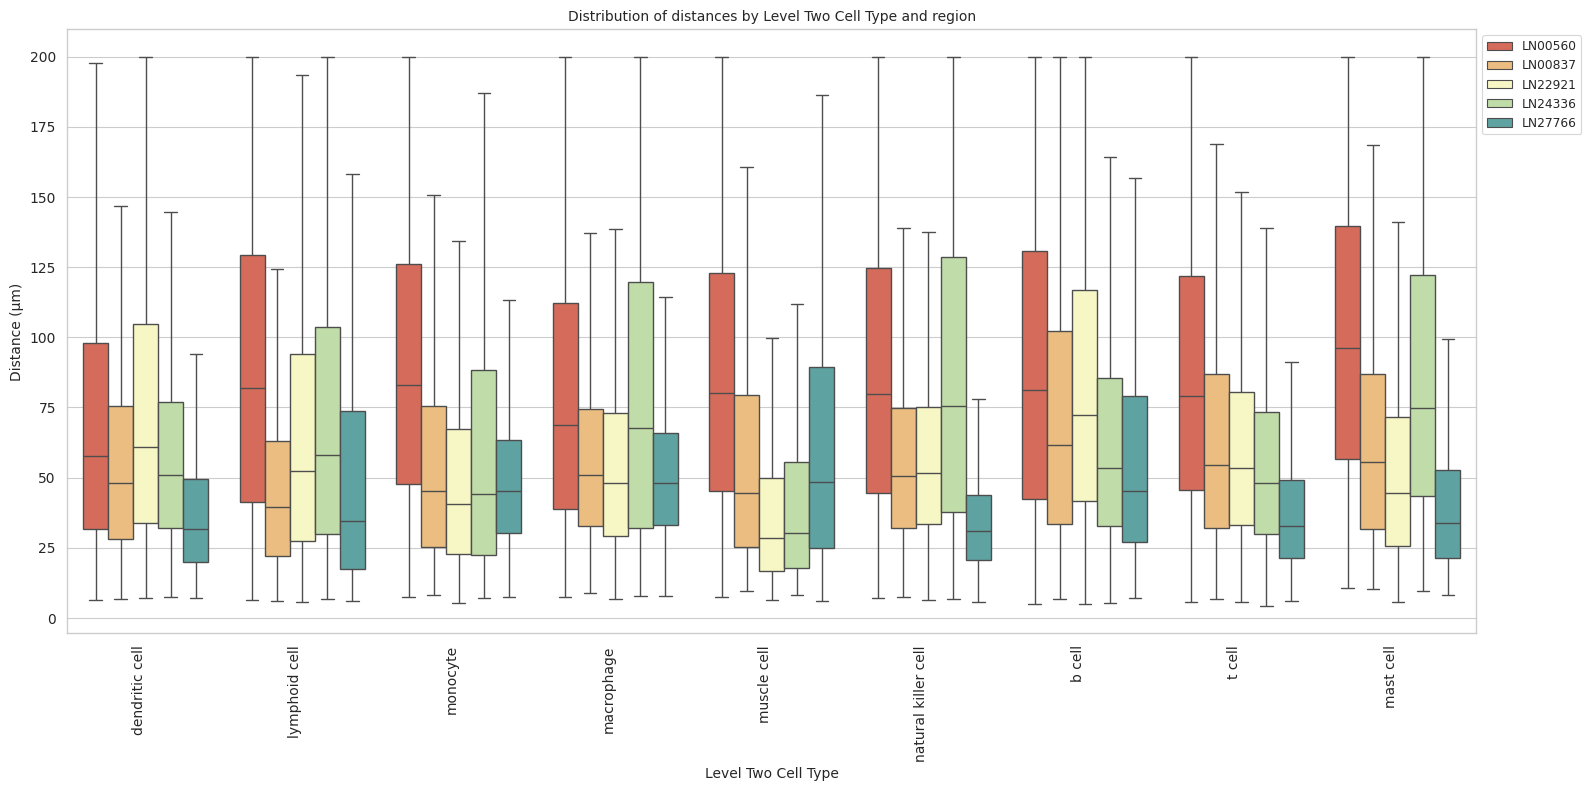 Distribution of distances by Level Two Cell Type and region
LN00560
LN00837
LN22921
LN24336
LN27766
Distance (µm)
200
175
150
125
100
75
50
25
0
dendritic cell
lymphoid cell
monocyte
macrophage
muscle cell
natural killer cell
b cell
t cell
mast cell
Level Two Cell Type